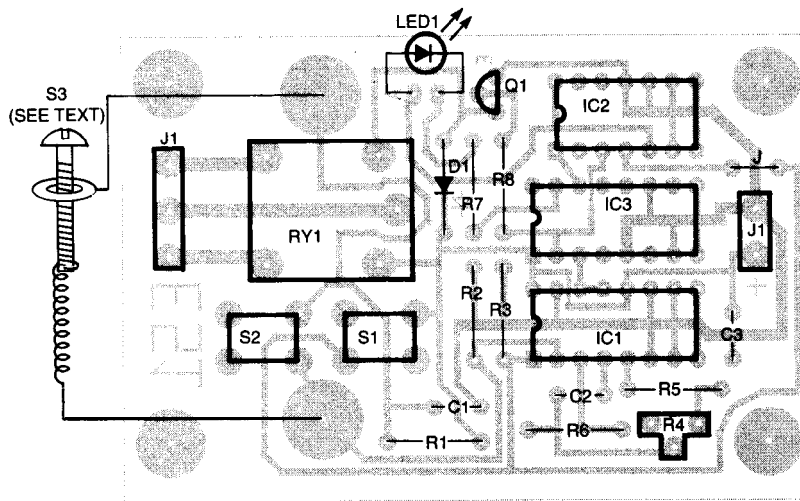 LED1
S3
(SEE TEXT)
J1
Q1
IC2
D1
R7
R8
J
RY1
IC3
J1
+
R2
R3
S2
S1
IC1
C3
C1
C2
R5
R1
R6
R4